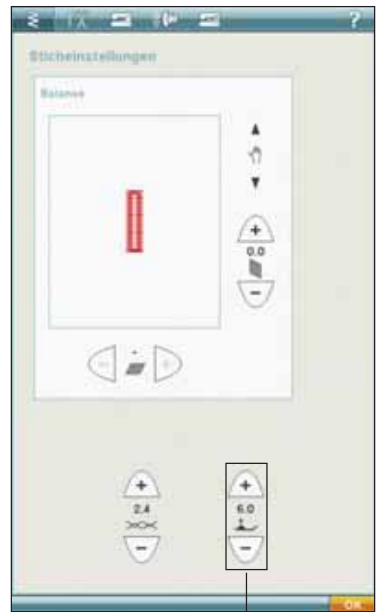 ?
Sticheinstellungen
Balance
+
0.0
−
− +
+ +
2.4 6.0
− −
OK